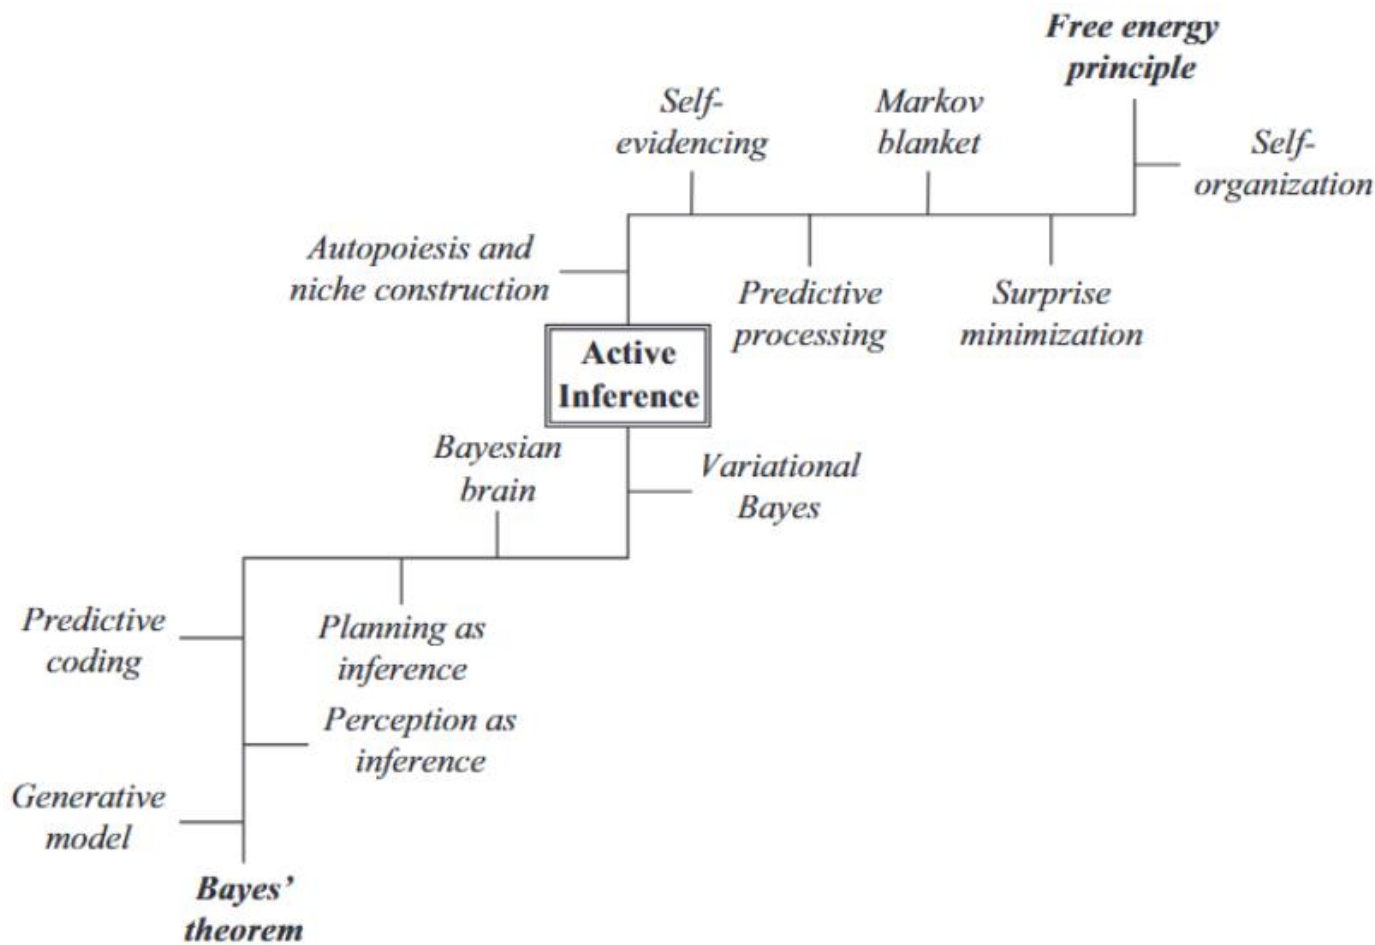 Free energy
principle
Self-
evidencing
Markov
blanket
Self-
organization
Autopoiesis and
niche construction
Predictive
processing
Surprise
minimization
Active
Inference
Bayesian
brain
Variational
Bayes
Predictive
coding
Planning as
inference
Perception as
inference
Generative
model
Bayes’
theorem